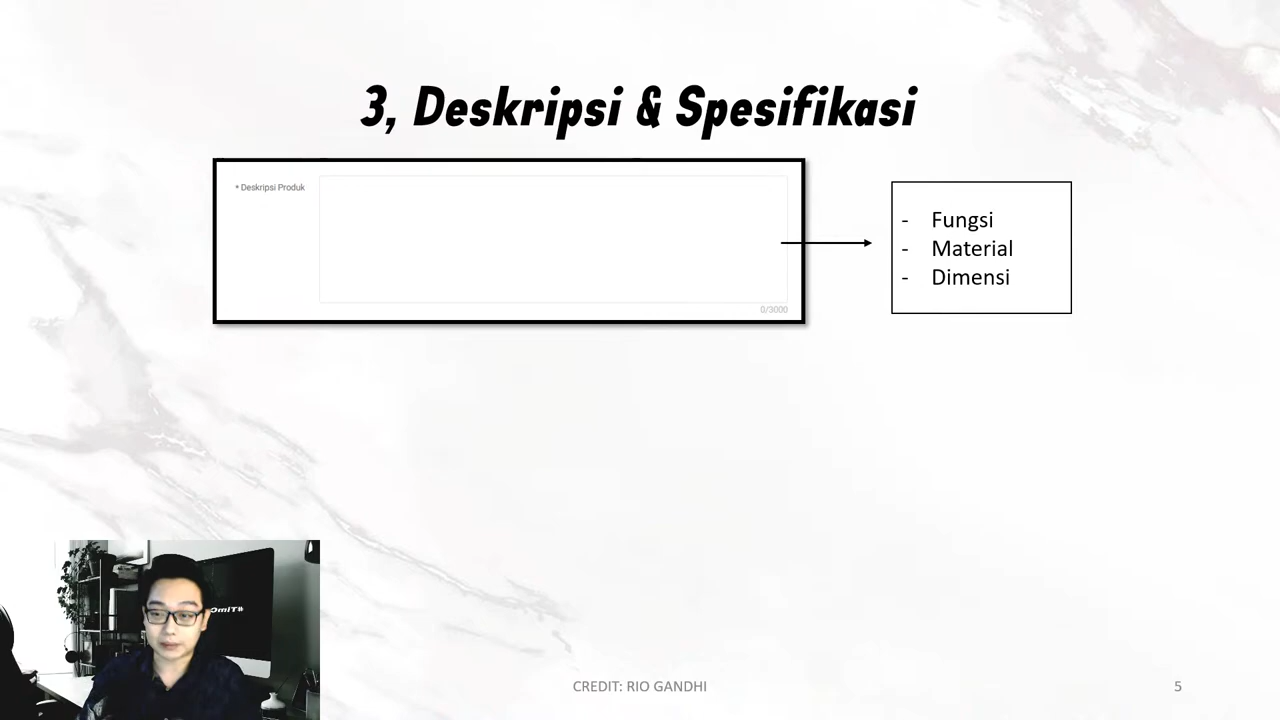 3, Deskripsi & Spesifikasi
* Deskripsi Produk
0/3000
- Fungsi
- Material
- Dimensi
CREDIT: RIO GANDHI
5